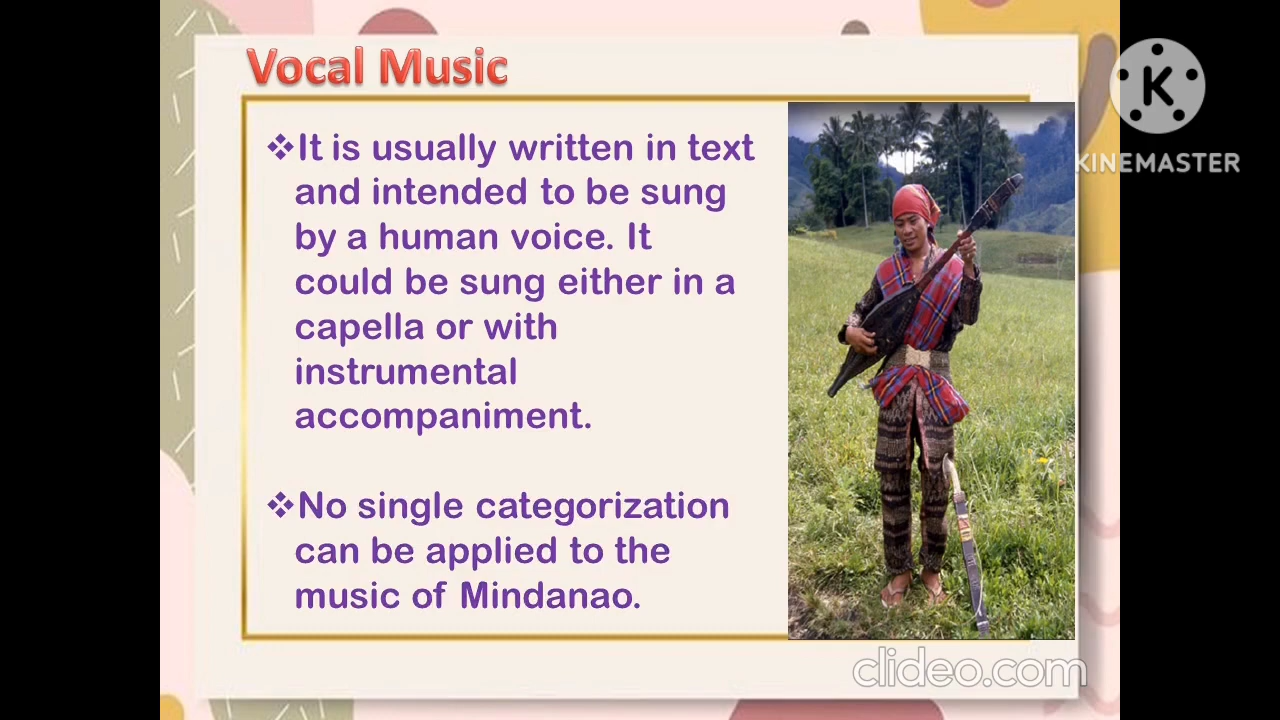 Vocal Music
❖It is usually written in text
and intended to be sung
by a human voice. It
could be sung either in a
capella or with
instrumental
accompaniment.
❖No single categorization
can be applied to the
music of Mindanao.
K
KINEMASTER
clideo.com